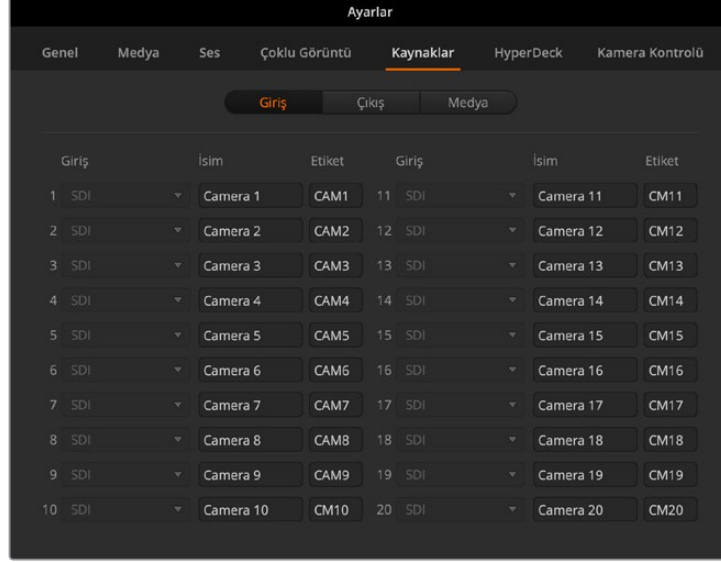 Ayarlar
Genel Medya Ses Çoklu Görüntü Kaynaklar HyperDeck Kamera Kontrolü
Giriş Çıkış Medya
Giriş İsim Etiket Giriş İsim Etiket
1 SDI Camera 1 CAM1 11 SDI Camera 11 CM11
2 SDI Camera 2 CAM2 12 SDI Camera 12 CM12
3 SDI Camera 3 CAM3 13 SDI Camera 13 CM13
4 SDI Camera 4 CAM4 14 SDI Camera 14 CM14
5 SDI Camera 5 CAM5 15 SDI Camera 15 CM15
6 SDI Camera 6 CAM6 16 SDI Camera 16 CM16
7 SDI Camera 7 CAM7 17 SDI Camera 17 CM17
8 SDI Camera 8 CAM8 18 SDI Camera 18 CM18
9 SDI Camera 9 CAM9 19 SDI Camera 19 CM19
10 SDI Camera 10 CM10 20 SDI Camera 20 CM20